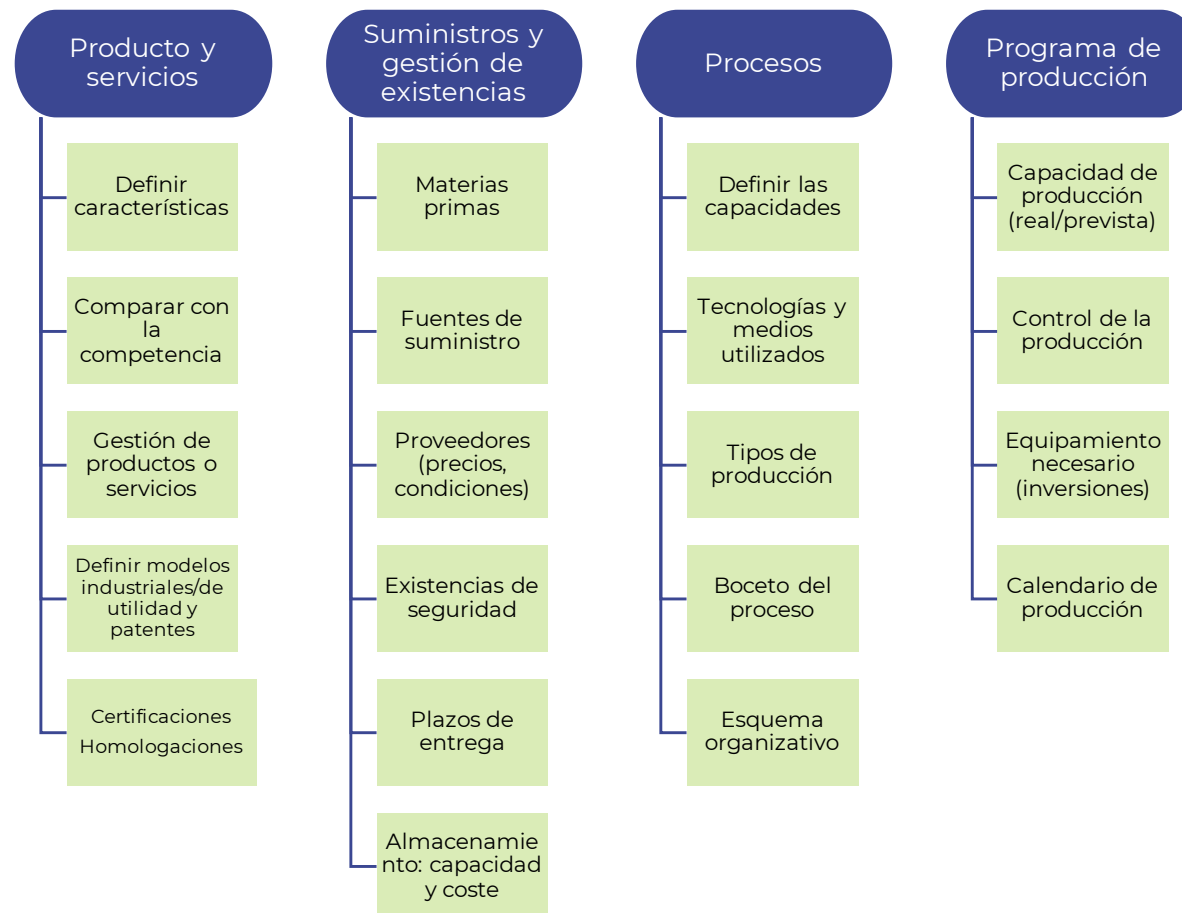 Producto y
servicios
Definir
características
Comparar con
la
competencia
Gestión de
productos o
servicios
Definir modelos
industriales/de
utilidad y
patentes
Certificaciones
Homologaciones
Suministros y
gestión de
existencias
Materias
primas
Fuentes de
suministro
Proveedores
(precios,
condiciones)
Existencias de
seguridad
Plazos de
entrega
Almacenamie
nto: capacidad
y coste
Procesos
Definir las
capacidades
Tecnologías y
medios
utilizados
Tipos de
producción
Boceto del
proceso
Esquema
organizativo
Programa de
producción
Capacidad de
producción
(real/prevista)
Control de la
producción
Equipamiento
necesario
(inversiones)
Calendario de
producción